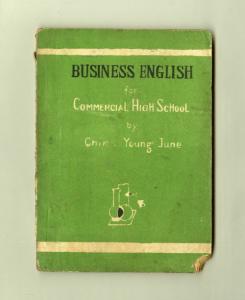 BUSINESS ENGLISH
for
COMMERCIAL HIGH SCHOOL
by
Young June